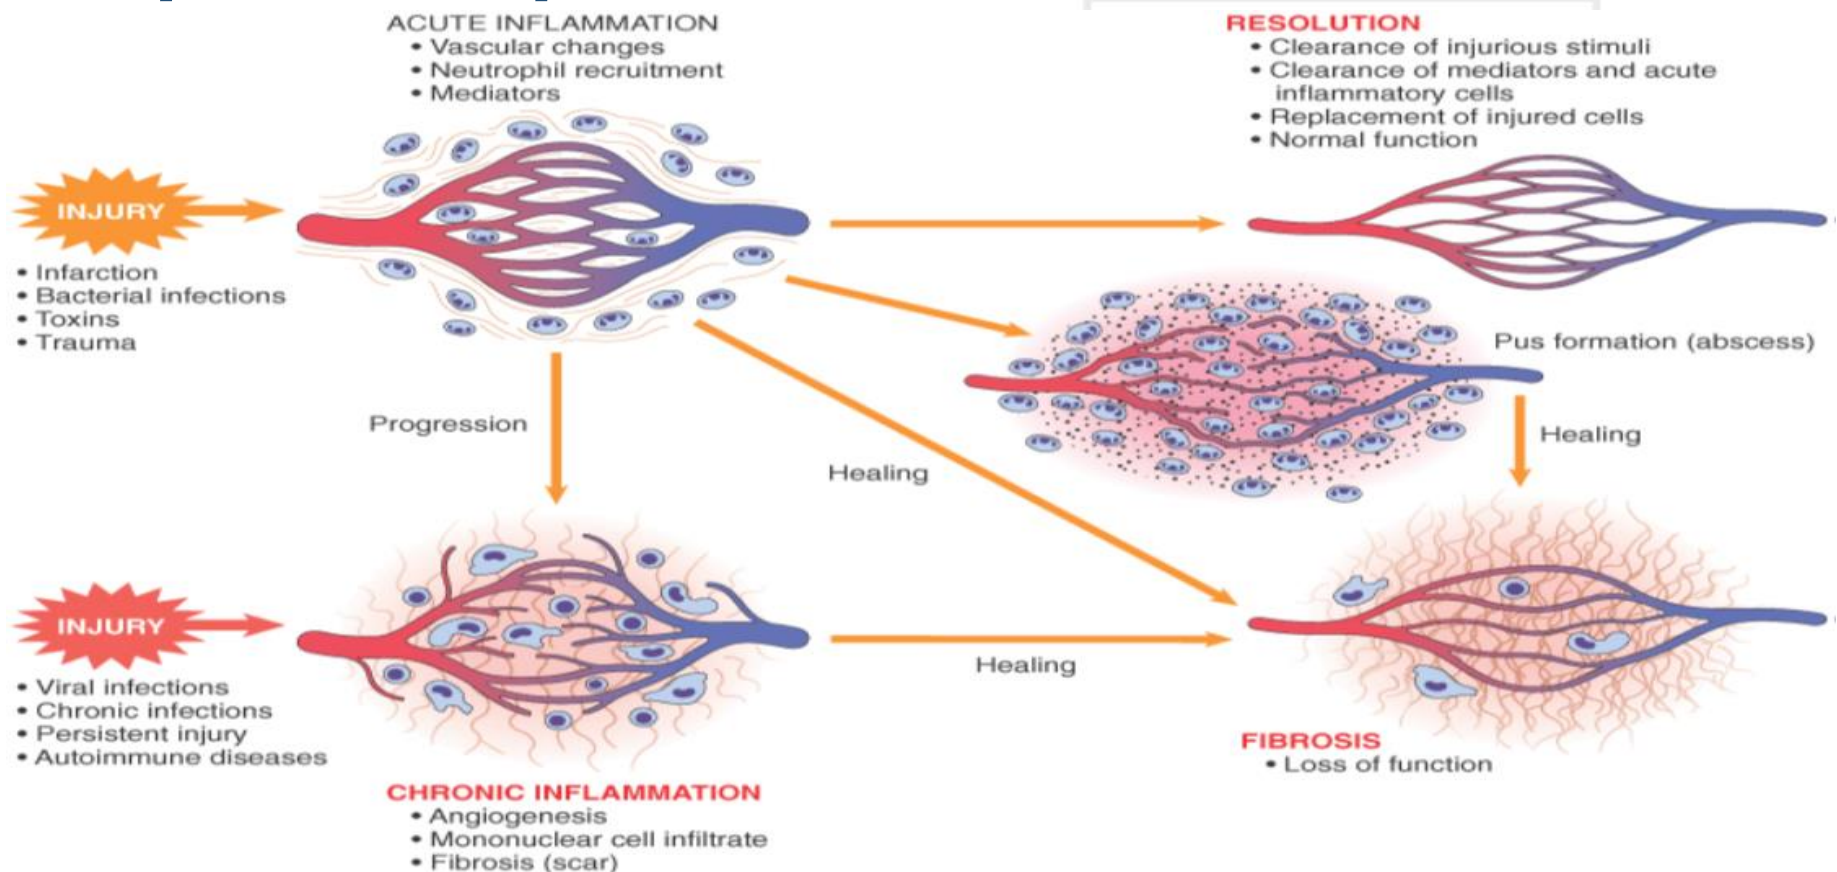 ACUTE INFLAMMATION
• Vascular changes
• Neutrophil recruitment
• Mediators
RESOLUTION
• Clearance of injurious stimuli
• Clearance of mediators and acute
inflammatory cells
• Replacement of injured cells
• Normal function
INJURY
• Infarction
• Bacterial infections
• Toxins
• Trauma
Pus formation (abscess)
Progression
Healing
Healing
INJURY
• Viral infections
• Chronic infections
• Persistent injury
• Autoimmune diseases
Healing
FIBROSIS
• Loss of function
CHRONIC INFLAMMATION
• Angiogenesis
• Mononuclear cell infiltrate
• Fibrosis (scar)